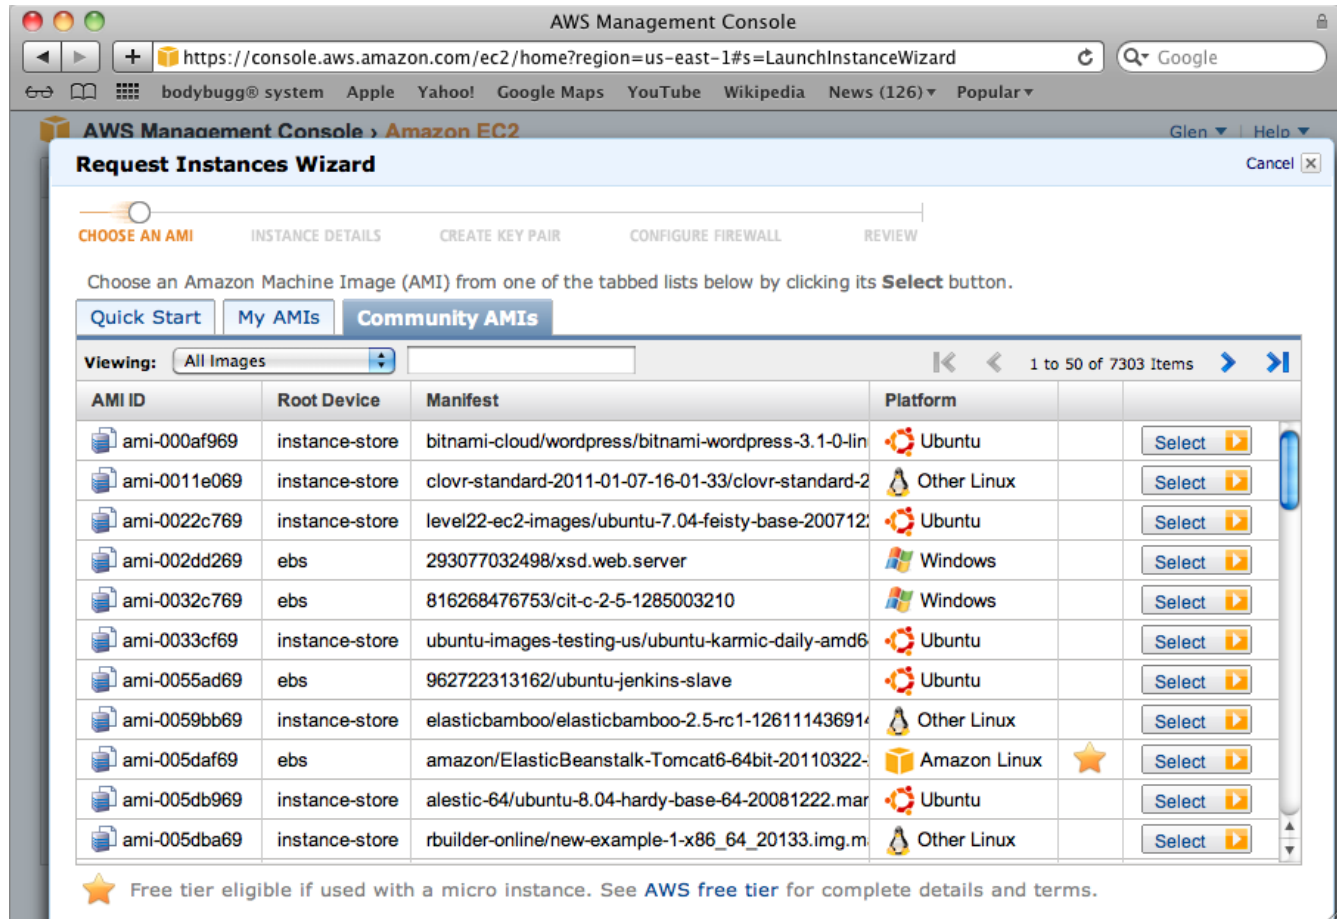 AWS Management Console
https://console.aws.amazon.com/ec2/home?region=us-east-1#s=LaunchInstanceWizard
Google
bodybugg® system Apple Yahoo! Google Maps YouTube Wikipedia News (126) Popular
AWS Management Console › Amazon EC2 Glen Help
Request Instances Wizard Cancel
CHOOSE AN AMI INSTANCE DETAILS CREATE KEY PAIR CONFIGURE FIREWALL REVIEW
Choose an Amazon Machine Image (AMI) from one of the tabbed lists below by clicking its Select button.
Quick Start My AMIs Community AMIs
Viewing: All Images 1 to 50 of 7303 Items
AMI ID Root Device Manifest Platform
ami-000af969 instance-store bitnami-cloud/wordpress/bitnami-wordpress-3.1-0-lin Ubuntu Select
ami-0011e069 instance-store clovr-standard-2011-01-07-16-01-33/clovr-standard-2 Other Linux Select
ami-0022c769 instance-store level22-ec2-images/ubuntu-7.04-feisty-base-2007122 Ubuntu Select
ami-002dd269 ebs 293077032498/xsd.web.server Windows Select
ami-0032c769 ebs 816268476753/cit-c-2-5-1285003210 Windows Select
ami-0033cf69 instance-store ubuntu-images-testing-us/ubuntu-karmic-daily-amd6 Ubuntu Select
ami-0055ad69 ebs 962722313162/ubuntu-jenkins-slave Ubuntu Select
ami-0059bb69 instance-store elasticbamboo/elasticbamboo-2.5-rc1-126111436914 Other Linux Select
ami-005daf69 ebs amazon/ElasticBeanstalk-Tomcat6-64bit-20110322- Amazon Linux Select
ami-005db969 instance-store alestic-64/ubuntu-8.04-hardy-base-64-20081222.mar Ubuntu Select
ami-005dba69 instance-store rbuilder-online/new-example-1-x86_64_20133.img.m Other Linux Select
Free tier eligible if used with a micro instance. See AWS free tier for complete details and terms.